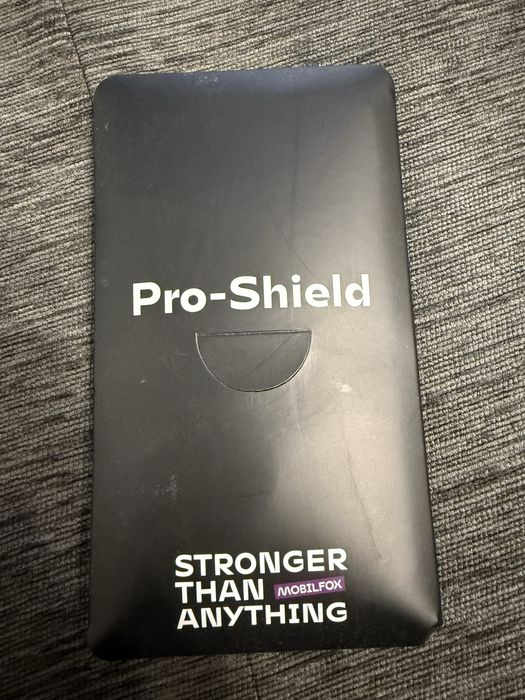 Pro-Shield
STRONGER
THAN MOBILFOX
ANYTHING